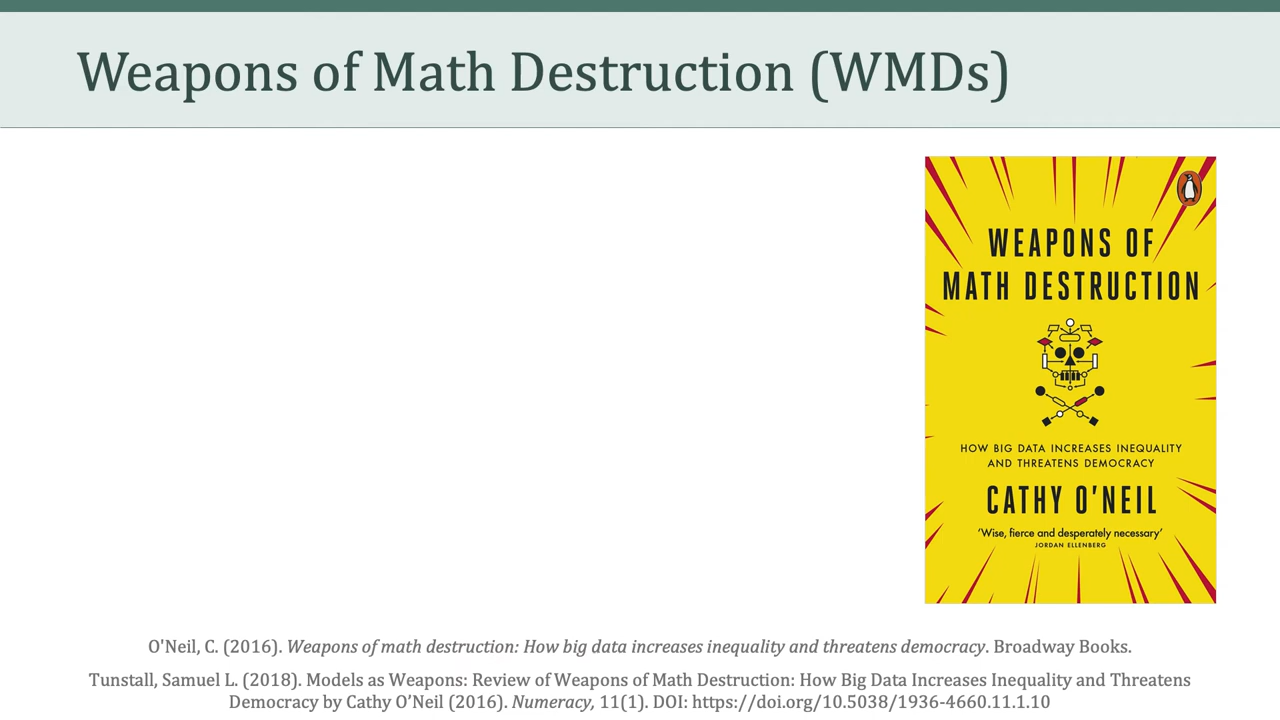 Weapons of Math Destruction (WMDs)
WEAPONS OF
MATH DESTRUCTION
HOW BIG DATA INCREASES INEQUALITY
AND THREATENS DEMOCRACY
CATHY O'NEIL
‘Wise, fierce and desperately necessary’
JORDAN ELLENBERG
O'Neil, C. (2016). Weapons of math destruction: How big data increases inequality and threatens democracy. Broadway Books.
Tunstall, Samuel L. (2018). Models as Weapons: Review of Weapons of Math Destruction: How Big Data Increases Inequality and Threatens
Democracy by Cathy O’Neil (2016). Numeracy, 11(1). DOI: https://doi.org/10.5038/1936-4660.11.1.10